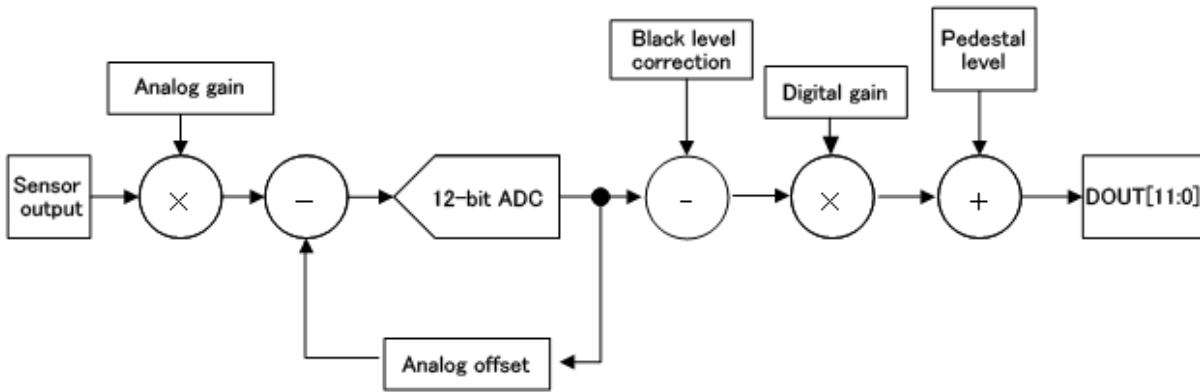 Black level
correction
Pedestal
level
Analog gain
Digital gain
Sensor
output
×
−
12-bit ADC
-
×
+
DOUT[11:0]
Analog offset